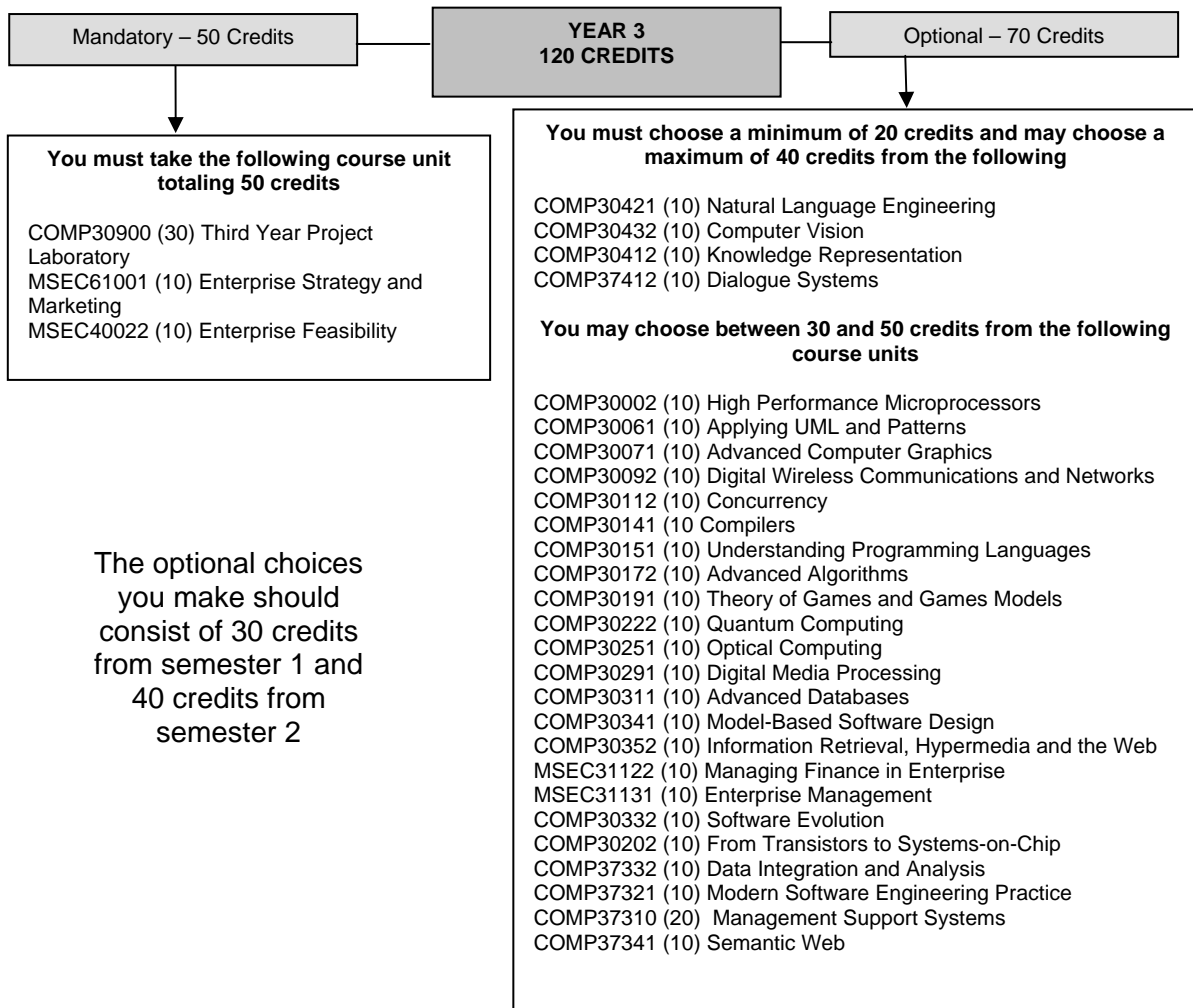 Mandatory – 50 Credits
YEAR 3
120 CREDITS
Optional – 70 Credits
You must take the following course unit
totaling 50 credits
COMP30900 (30) Third Year Project
Laboratory
MSEC61001 (10) Enterprise Strategy and
Marketing
MSEC40022 (10) Enterprise Feasibility
The optional choices
you make should
consist of 30 credits
from semester 1 and
40 credits from
semester 2
You must choose a minimum of 20 credits and may choose a
maximum of 40 credits from the following
COMP30421 (10) Natural Language Engineering
COMP30432 (10) Computer Vision
COMP30412 (10) Knowledge Representation
COMP37412 (10) Dialogue Systems
You may choose between 30 and 50 credits from the following
course units
COMP30002 (10) High Performance Microprocessors
COMP30061 (10) Applying UML and Patterns
COMP30071 (10) Advanced Computer Graphics
COMP30092 (10) Digital Wireless Communications and Networks
COMP30112 (10) Concurrency
COMP30141 (10 Compilers
COMP30151 (10) Understanding Programming Languages
COMP30172 (10) Advanced Algorithms
COMP30191 (10) Theory of Games and Games Models
COMP30222 (10) Quantum Computing
COMP30251 (10) Optical Computing
COMP30291 (10) Digital Media Processing
COMP30311 (10) Advanced Databases
COMP30341 (10) Model-Based Software Design
COMP30352 (10) Information Retrieval, Hypermedia and the Web
MSEC31122 (10) Managing Finance in Enterprise
MSEC31131 (10) Enterprise Management
COMP30332 (10) Software Evolution
COMP30202 (10) From Transistors to Systems-on-Chip
COMP37332 (10) Data Integration and Analysis
COMP37321 (10) Modern Software Engineering Practice
COMP37310 (20) Management Support Systems
COMP37341 (10) Semantic Web